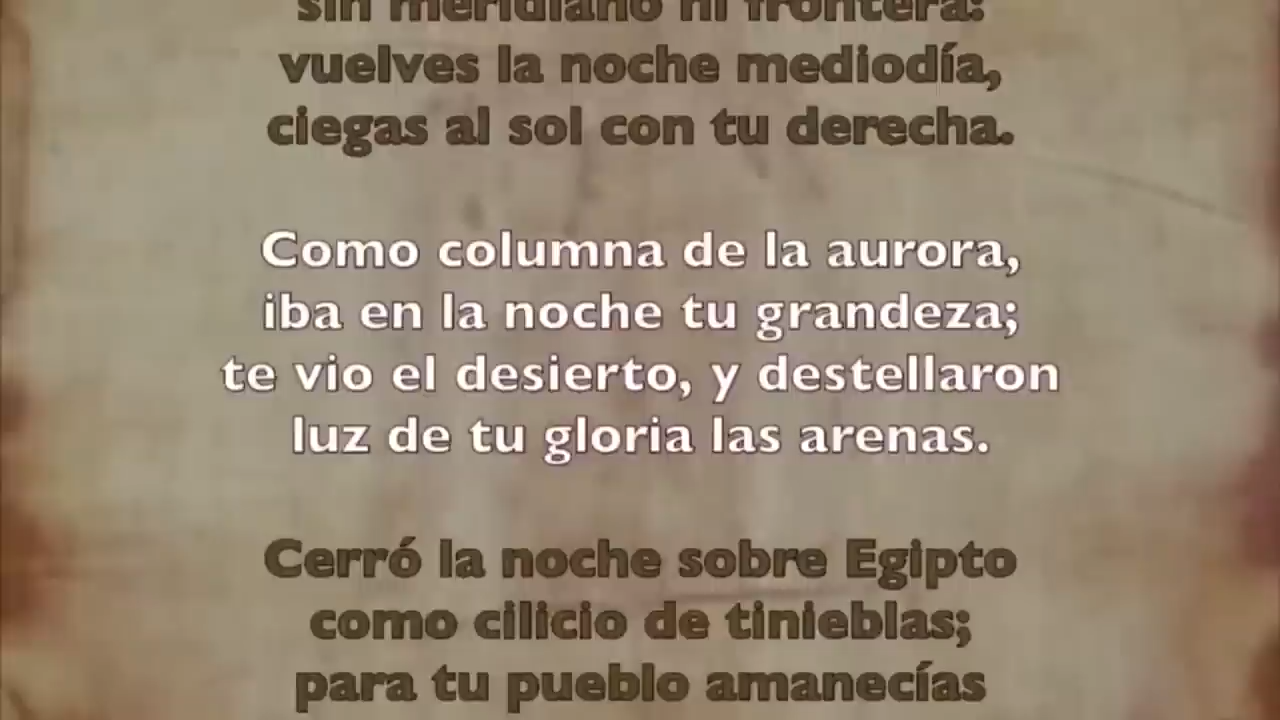 sin meridiano ni frontera:
vuelves la noche mediodía,
ciegas al sol con tu derecha.
Como columna de la aurora,
iba en la noche tu grandeza;
te vio el desierto, y destellaron
luz de tu gloria las arenas.
Cerró la noche sobre Egipto
como cilicio de tinieblas;
para tu pueblo amanecías